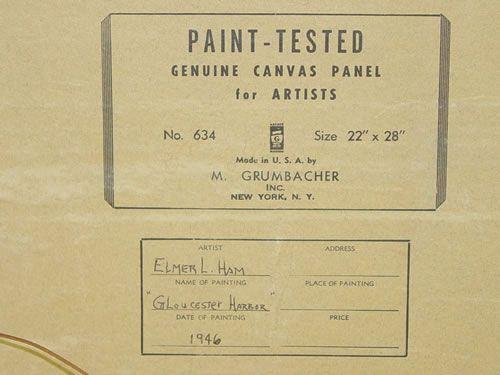 PAINT-TESTED
GENUINE CANVAS PANEL
for ARTISTS
No. 634 Size 22" x 28"
Made in U. S. A. by
M. GRUMBACHER
INC.
NEW YORK, N. Y.
ARTIST ADDRESS
ELMER L. HAM
NAME OF PAINTING PLACE OF PAINTING
"GLOUCESTER HARBOR"
DATE OF PAINTING PRICE
1946